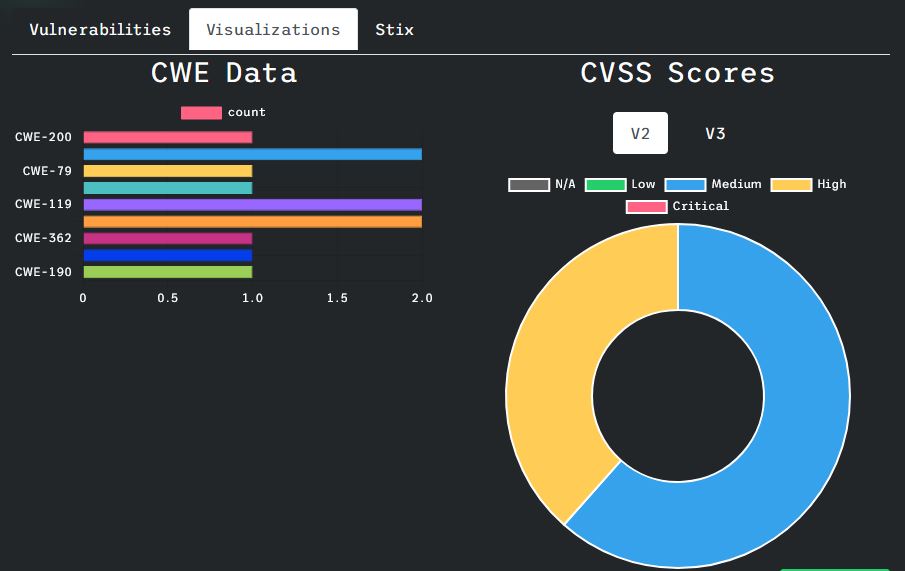 Vulnerabilities Visualizations Stix
CWE Data
count
CWE-200
CWE-79
CWE-119
CWE-362
CWE-190
0 0.5 1.0 1.5 2.0
CVSS Scores
V2 V3
N/A Low Medium High
Critical